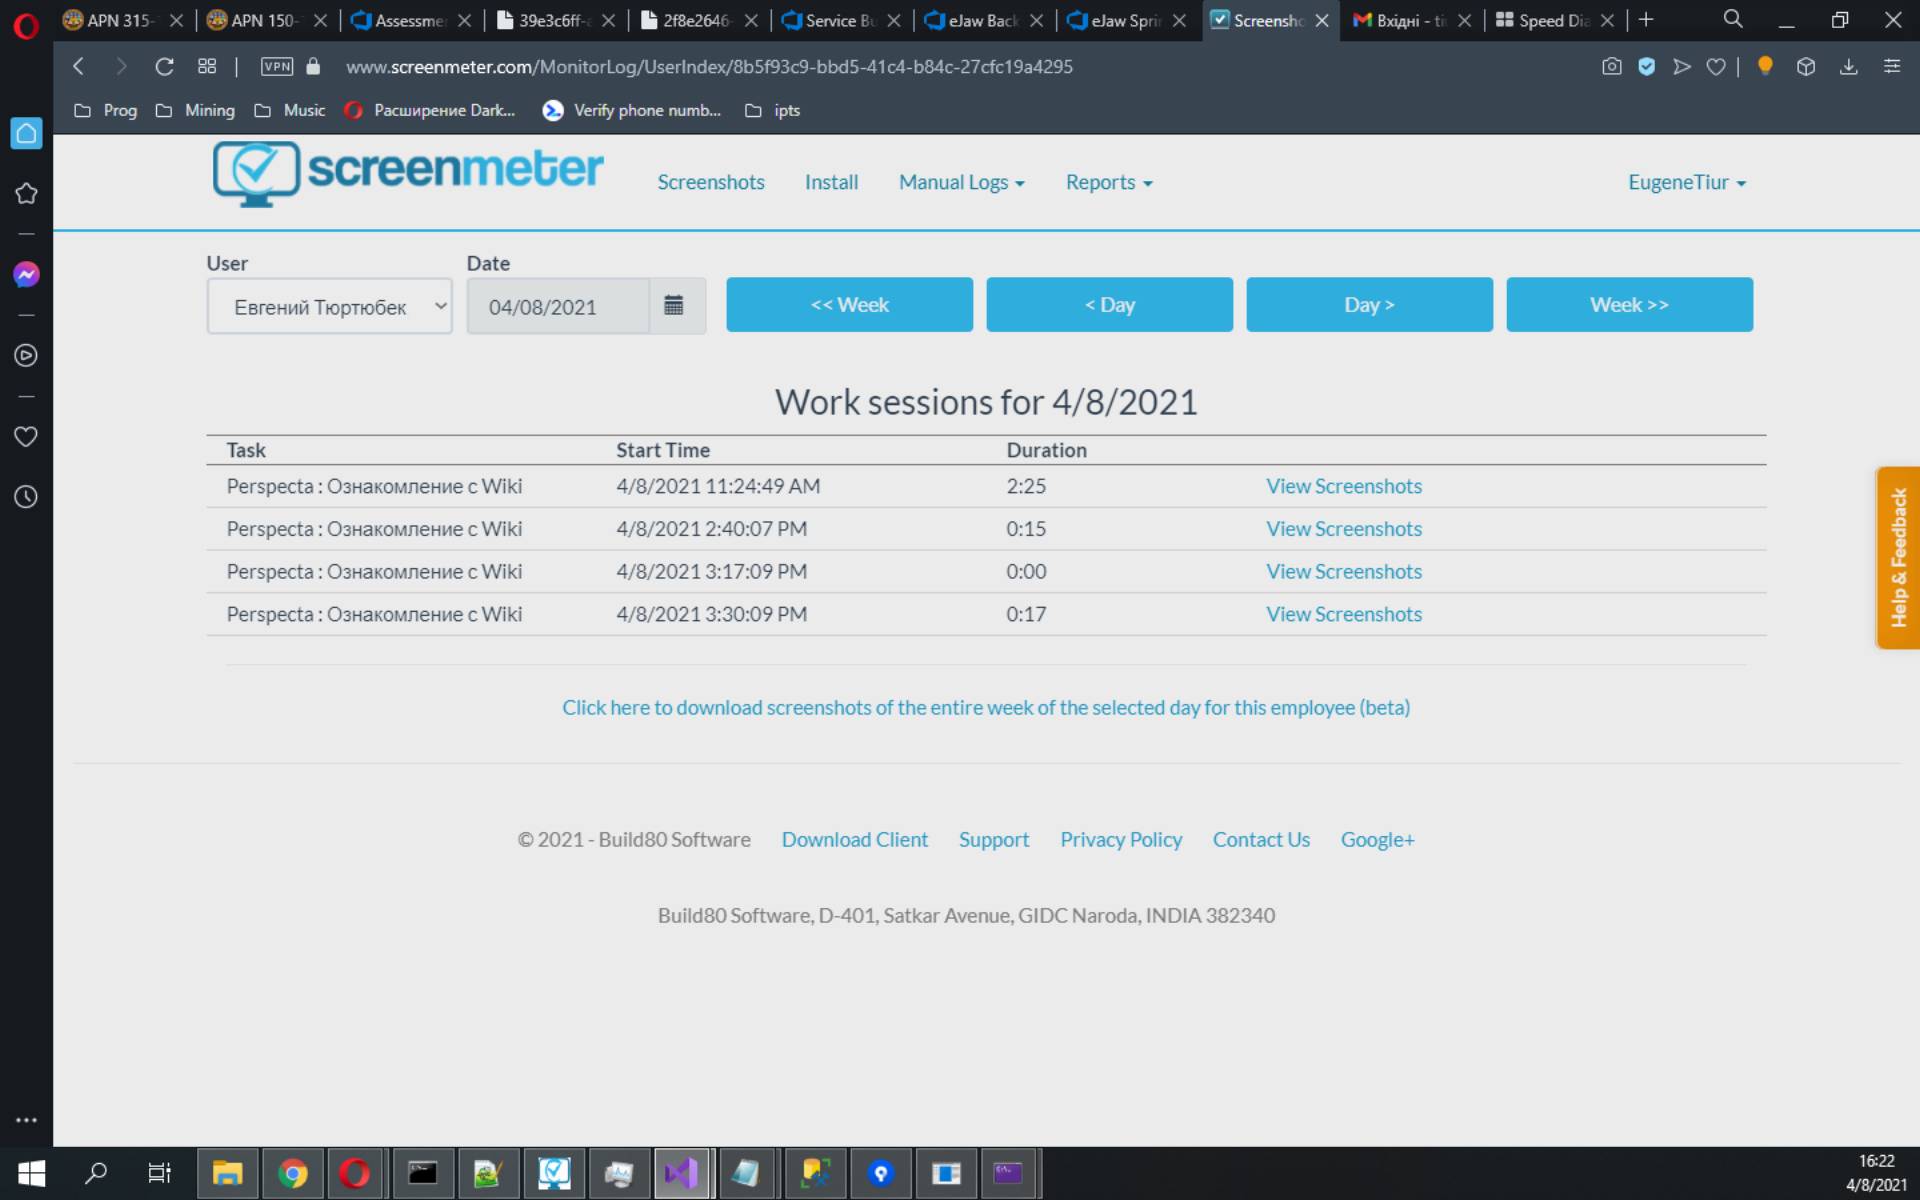 APN 315- APN 150- Assessme 39e3c6ff- 2f8e2646- Service Bu eJaw Back eJaw Sprin Screensho Вхідні - ti Speed Dia
VPN www.screenmeter.com/MonitorLog/UserIndex/8b5f93c9-bbd5-41c4-b84c-27cfc19a4295
Prog Mining Music Расширение Dark... Verify phone numb... ipts
screenmeter Screenshots Install Manual Logs Reports EugeneTiur
User Date
Евгений Тюртюбек 04/08/2021 << Week < Day Day > Week >>
Work sessions for 4/8/2021
Task Start Time Duration
Perspecta : Ознакомление с Wiki 4/8/2021 11:24:49 AM 2:25 View Screenshots
Perspecta : Ознакомление с Wiki 4/8/2021 2:40:07 PM 0:15 View Screenshots
Perspecta : Ознакомление с Wiki 4/8/2021 3:17:09 PM 0:00 View Screenshots
Perspecta : Ознакомление с Wiki 4/8/2021 3:30:09 PM 0:17 View Screenshots
Help & Feedback
Click here to download screenshots of the entire week of the selected day for this employee (beta)
© 2021 - Build80 Software Download Client Support Privacy Policy Contact Us Google+
Build80 Software, D-401, Satkar Avenue, GIDC Naroda, INDIA 382340
16:22
4/8/2021